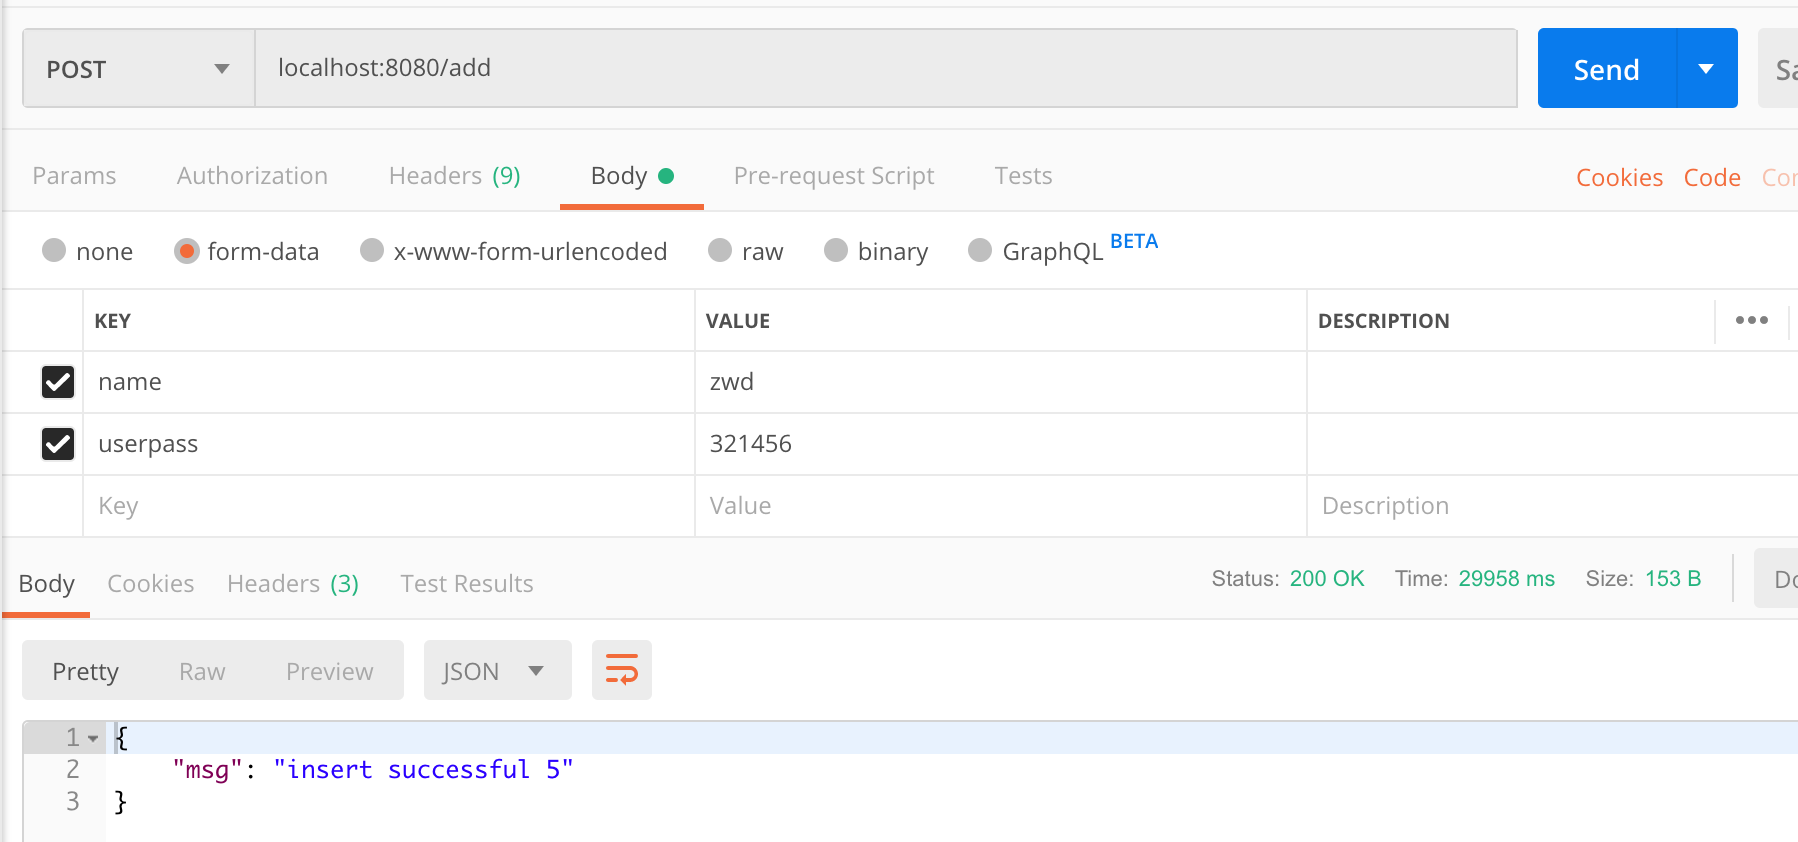 POST localhost:8080/add Send
Params Authorization Headers (9) Body Pre-request Script Tests Cookies Code
none form-data x-www-form-urlencoded raw binary GraphQL BETA
KEY VALUE DESCRIPTION •••
name zwd
userpass 321456
Key Value Description
Body Cookies Headers (3) Test Results Status: 200 OK Time: 29958 ms Size: 153 B
Pretty Raw Preview JSON
1 {
2 "msg": "insert successful 5"
3 }